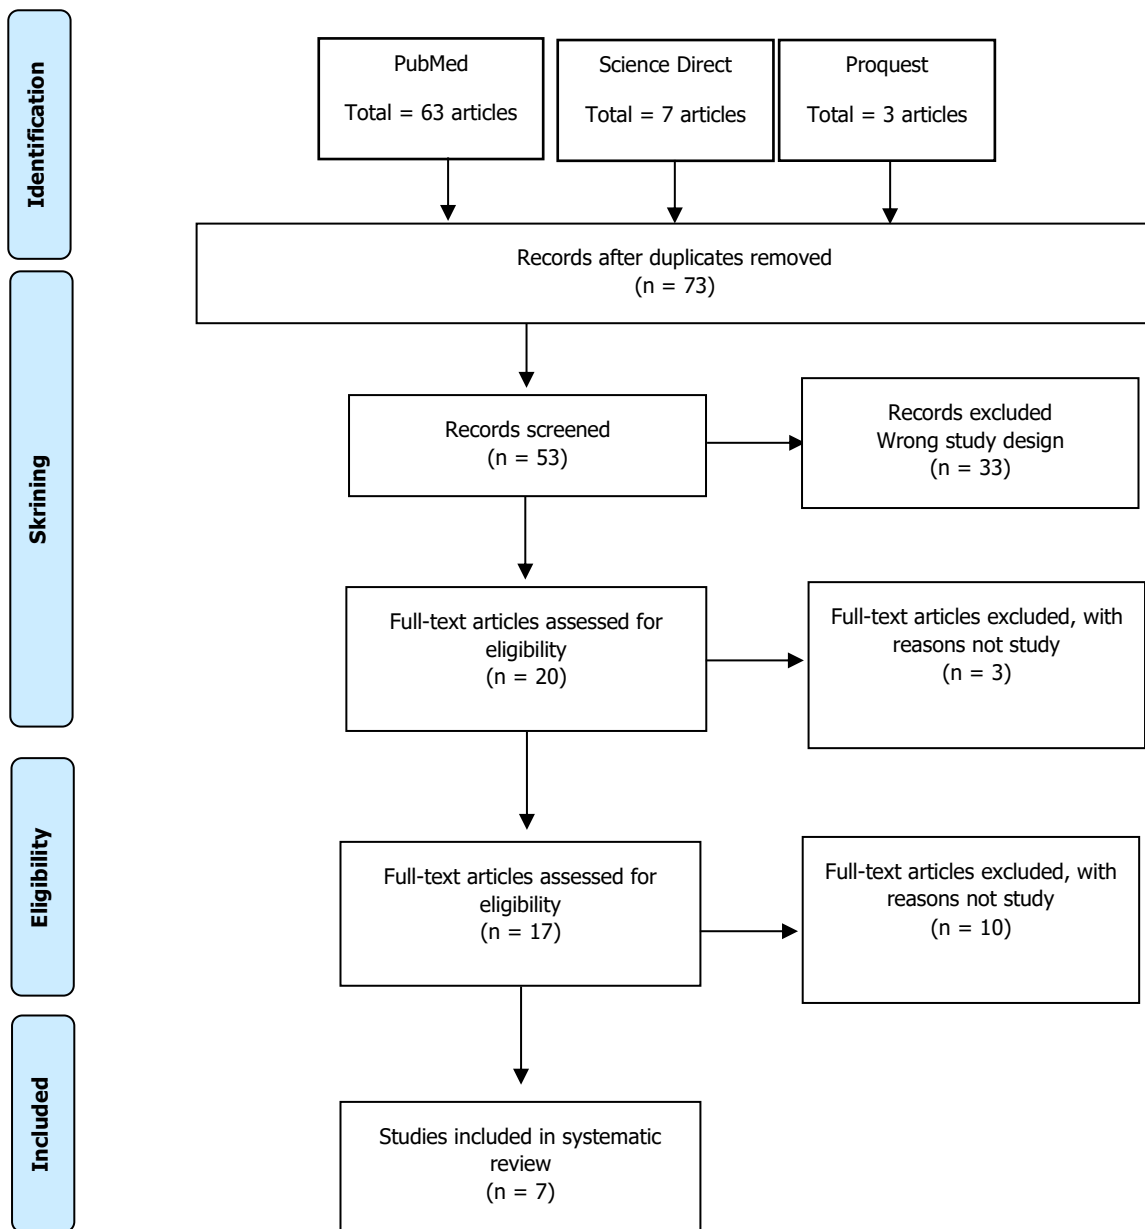 Identification
PubMed
Total = 63 articles
Science Direct
Total = 7 articles
Proquest
Total = 3 articles
Records after duplicates removed
(n = 73)
Skrining
Records screened
(n = 53)
Records excluded
Wrong study design
(n = 33)
Full-text articles assessed for
eligibility
(n = 20)
Full-text articles excluded, with
reasons not study
(n = 3)
Eligibility
Full-text articles assessed for
eligibility
(n = 17)
Full-text articles excluded, with
reasons not study
(n = 10)
Included
Studies included in systematic
review
(n = 7)